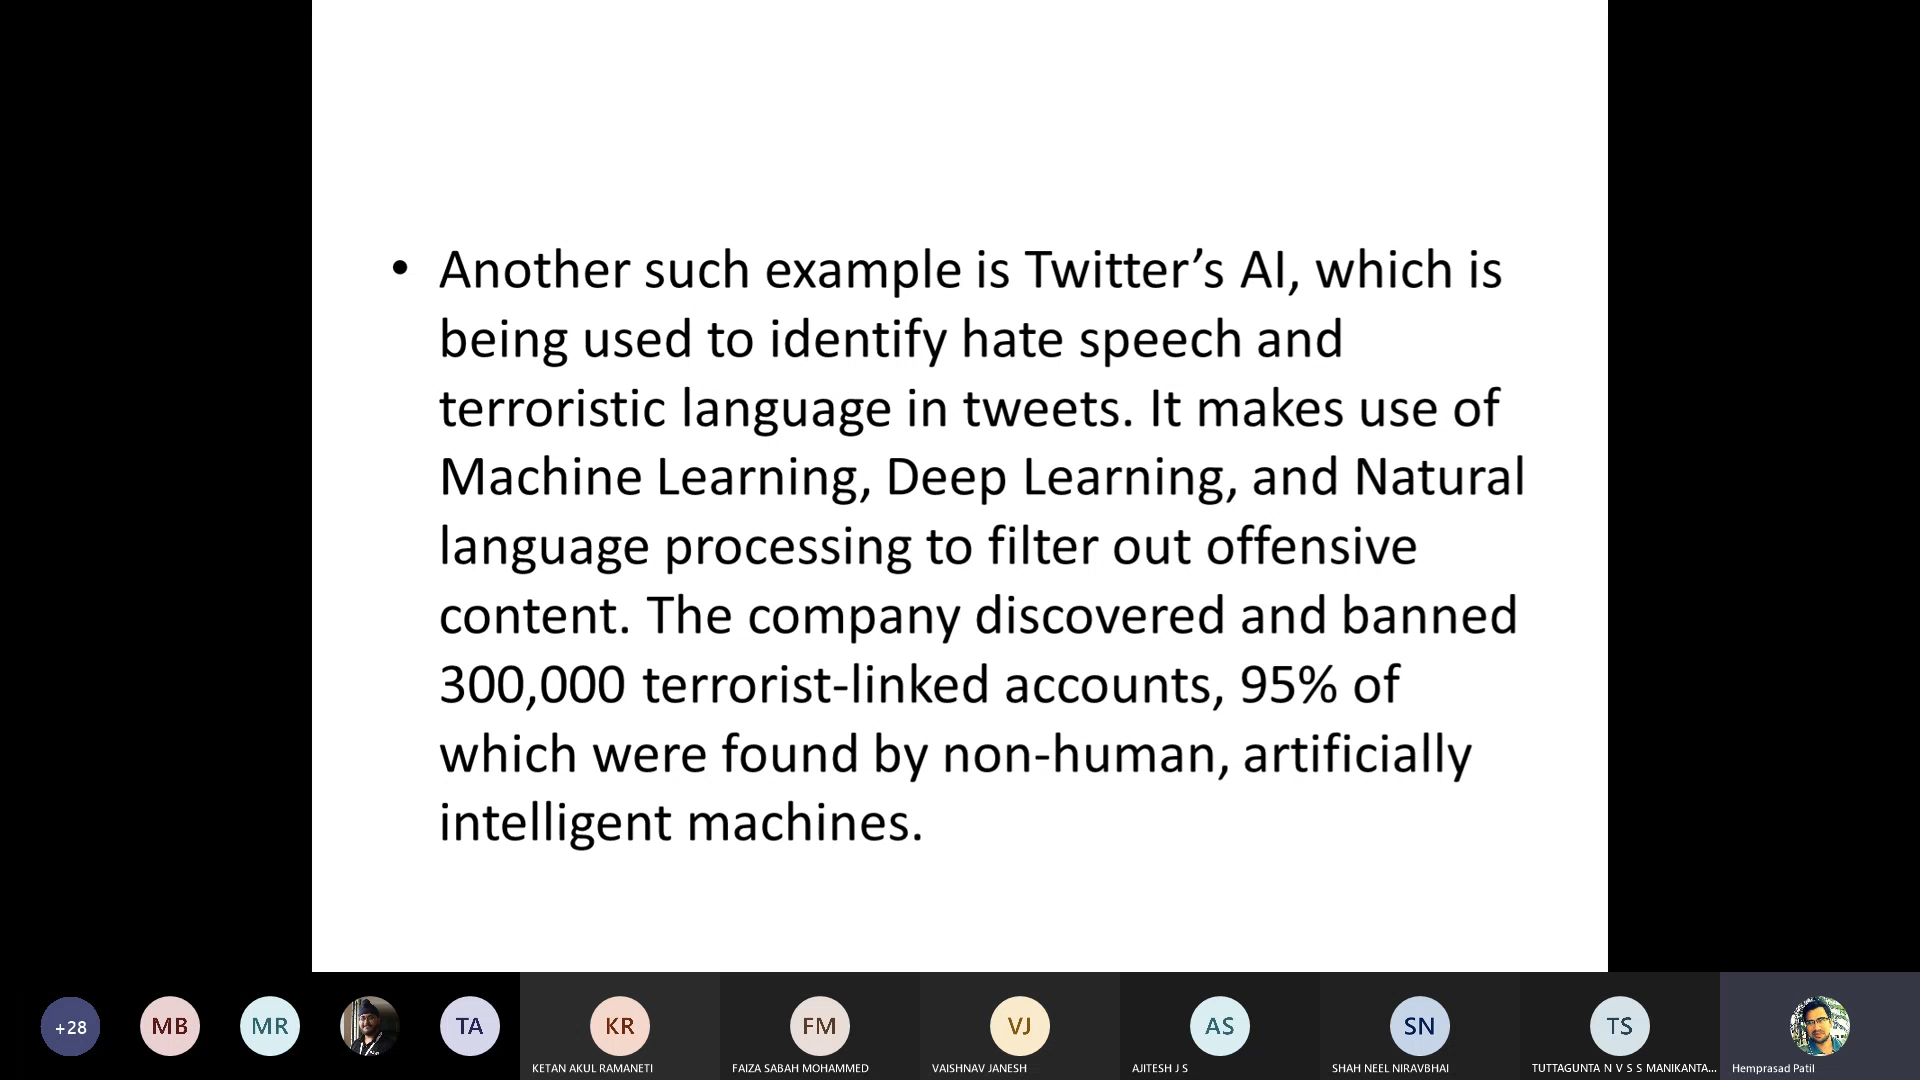 • Another such example is Twitter’s AI, which is
being used to identify hate speech and
terroristic language in tweets. It makes use of
Machine Learning, Deep Learning, and Natural
language processing to filter out offensive
content. The company discovered and banned
300,000 terrorist-linked accounts, 95% of
which were found by non-human, artificially
intelligent machines.
+28
MB
MR
TA
KR
FM
VJ
AS
SN
TS
KETAN AKUL RAMANETI
FAIZA SABAH MOHAMMED
VAISHNAV JANESH
AJITESH J S
SHAH NEEL NIRAVBHAI
TUTTAGUNTA N V S S MANIKANTA...
Hemprasad Patil